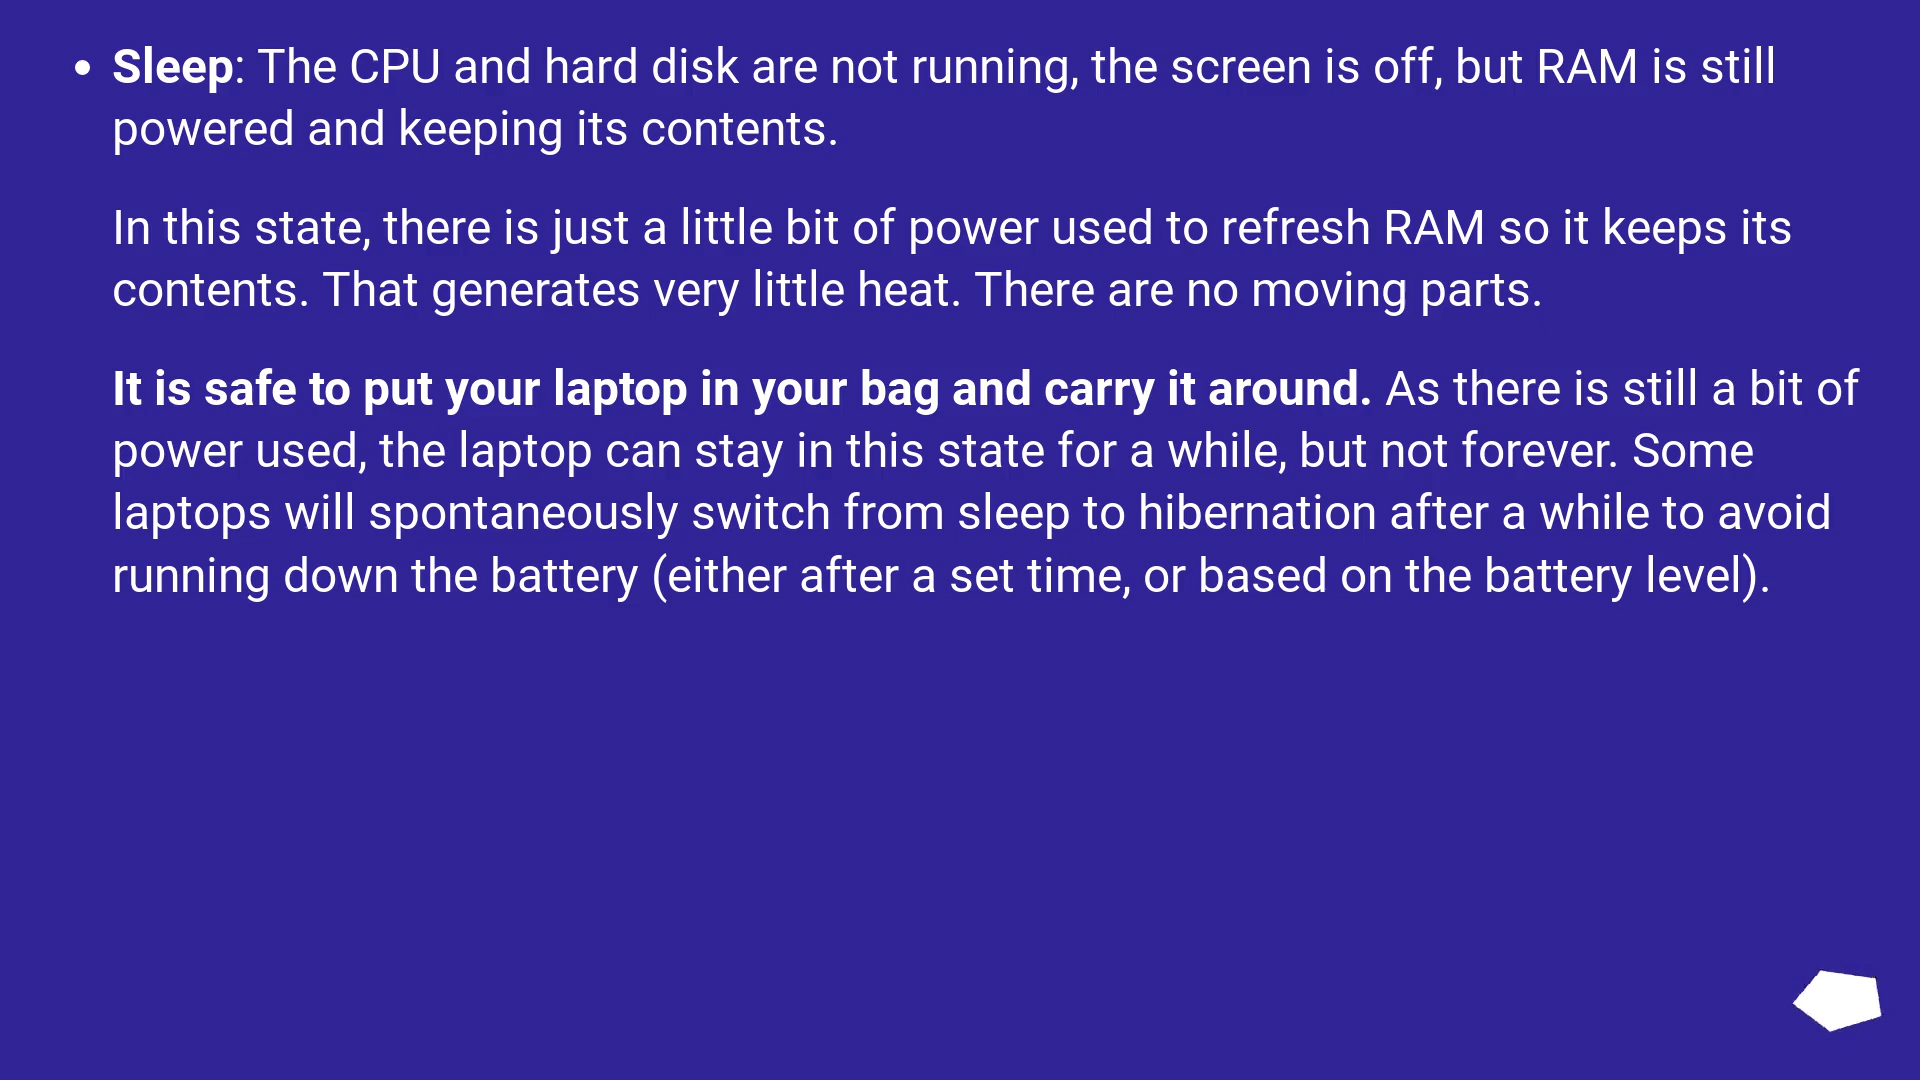 • Sleep: The CPU and hard disk are not running, the screen is off, but RAM is still
powered and keeping its contents.
In this state, there is just a little bit of power used to refresh RAM so it keeps its
contents. That generates very little heat. There are no moving parts.
It is safe to put your laptop in your bag and carry it around. As there is still a bit of
power used, the laptop can stay in this state for a while, but not forever. Some
laptops will spontaneously switch from sleep to hibernation after a while to avoid
running down the battery (either after a set time, or based on the battery level).